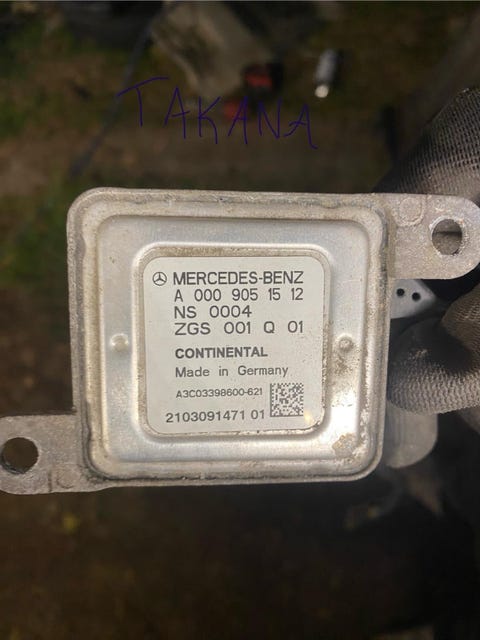 TAKANA
MERCEDES-BENZ
A 000 905 15 12
NS 0004
ZGS 001 Q 01
CONTINENTAL
Made in Germany
A3C03398600-621
2103091471 01